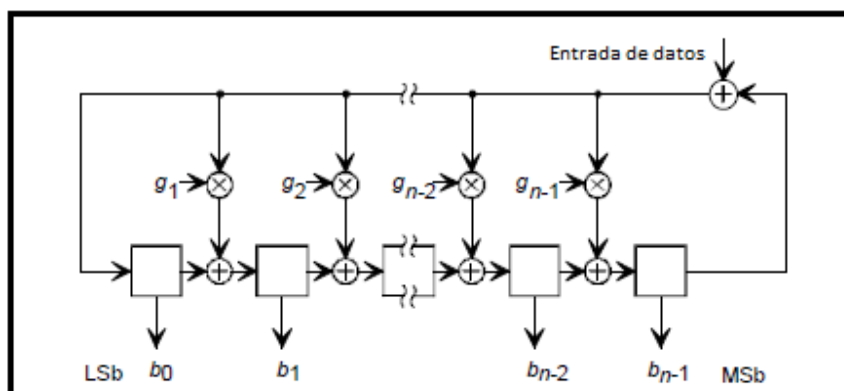 Entrada de datos
g1 g2 gn-2 gn-1
LSb b0 b1 bn-2 bn-1 MSb